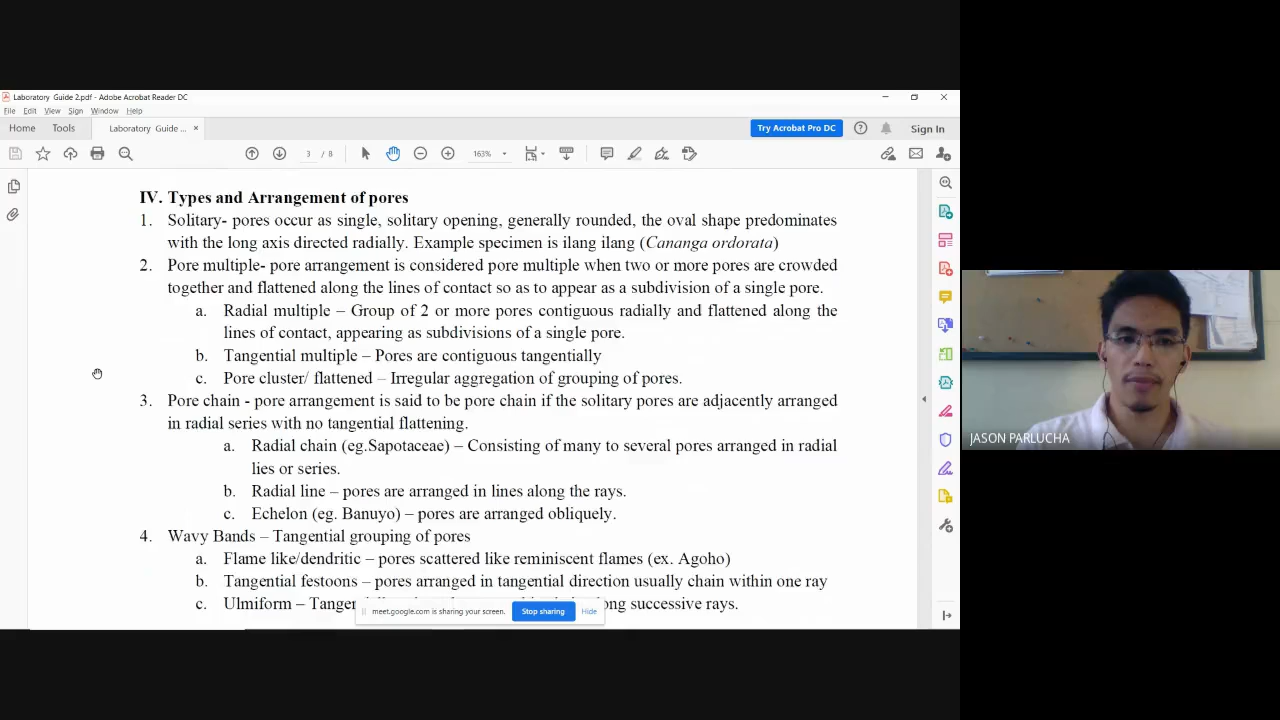 Laboratory Guide 2.pdf - Adobe Acrobat Reader DC
File Edit View Sign Window Help
Home Tools Laboratory Guide ... ×
Try Acrobat Pro DC
Sign In
3 / 8
163%
IV. Types and Arrangement of pores
1. Solitary- pores occur as single, solitary opening, generally rounded, the oval shape predominates
with the long axis directed radially. Example specimen is ilang ilang (Cananga ordorata)
2. Pore multiple- pore arrangement is considered pore multiple when two or more pores are crowded
together and flattened along the lines of contact so as to appear as a subdivision of a single pore.
a. Radial multiple – Group of 2 or more pores contiguous radially and flattened along the
lines of contact, appearing as subdivisions of a single pore.
b. Tangential multiple – Pores are contiguous tangentially
c. Pore cluster/ flattened – Irregular aggregation of grouping of pores.
3. Pore chain - pore arrangement is said to be pore chain if the solitary pores are adjacently arranged
in radial series with no tangential flattening.
a. Radial chain (eg.Sapotaceae) – Consisting of many to several pores arranged in radial
lies or series.
b. Radial line – pores are arranged in lines along the rays.
c. Echelon (eg. Banuyo) – pores are arranged obliquely.
4. Wavy Bands – Tangential grouping of pores
a. Flame like/dendritic – pores scattered like reminiscent flames (ex. Agoho)
b. Tangential festoons – pores arranged in tangential direction usually chain within one ray
c. Ulmiform – successive rays.
meet.google.com is sharing your screen. Stop sharing Hide
JASON PARLUCHA